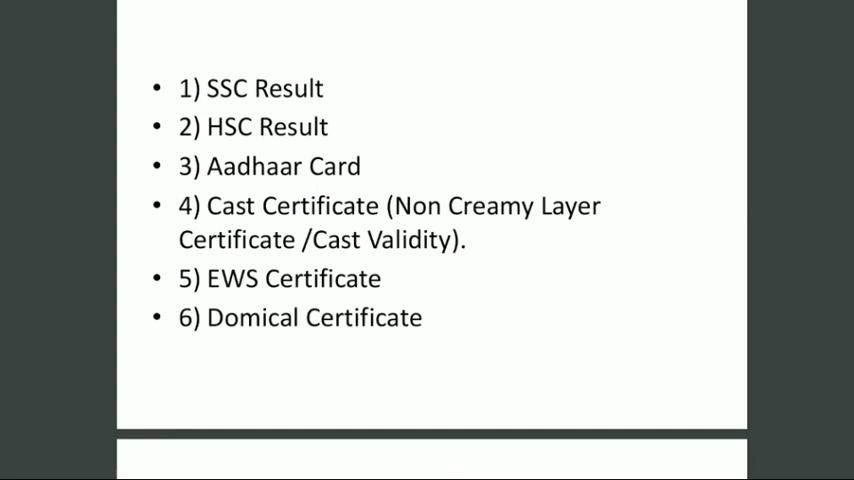 • 1) SSC Result
• 2) HSC Result
• 3) Aadhaar Card
• 4) Cast Certificate (Non Creamy Layer
Certificate /Cast Validity).
• 5) EWS Certificate
• 6) Domical Certificate